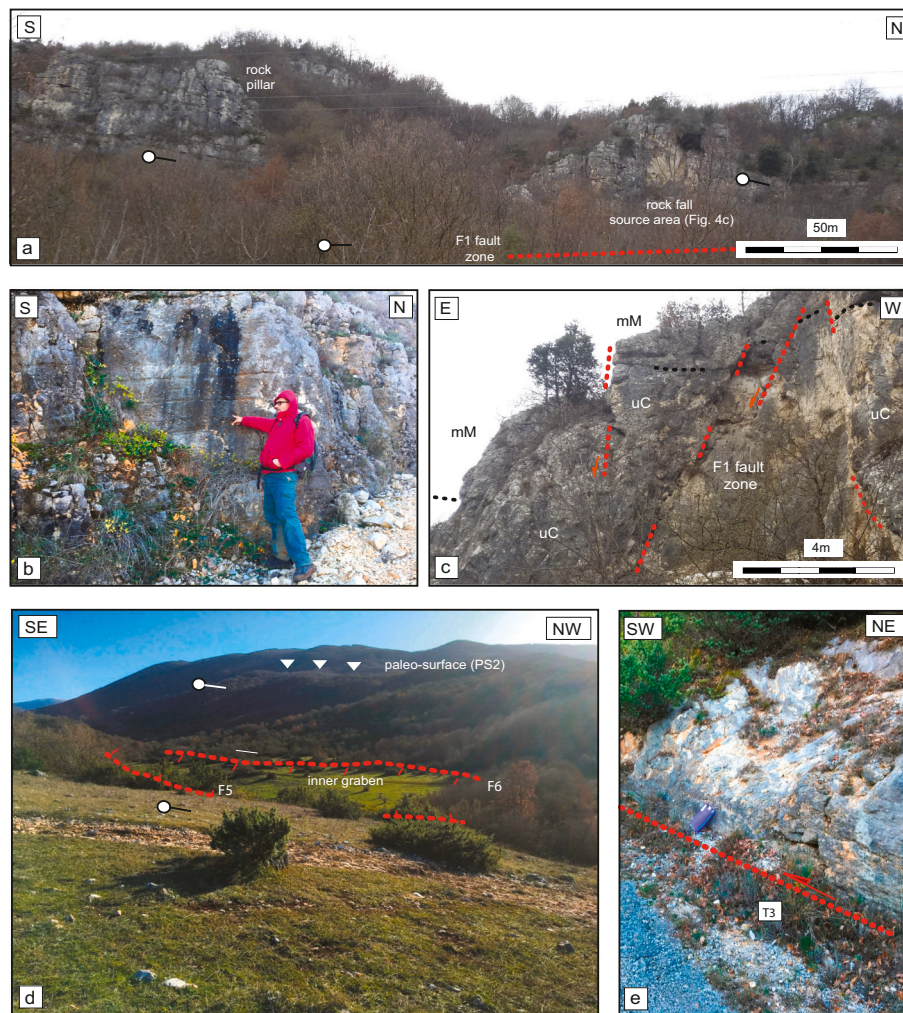 S
N
rock
pillar
rock fall
source area (Fig. 4c)
F1 fault
zone
50m
a
S
N
b
E
W
mM
mM
uC
uC
uC
F1 fault
zone
4m
c
SE
NW
paleo-surface (PS2)
inner graben
F5
F6
d
SW
NE
T3
e